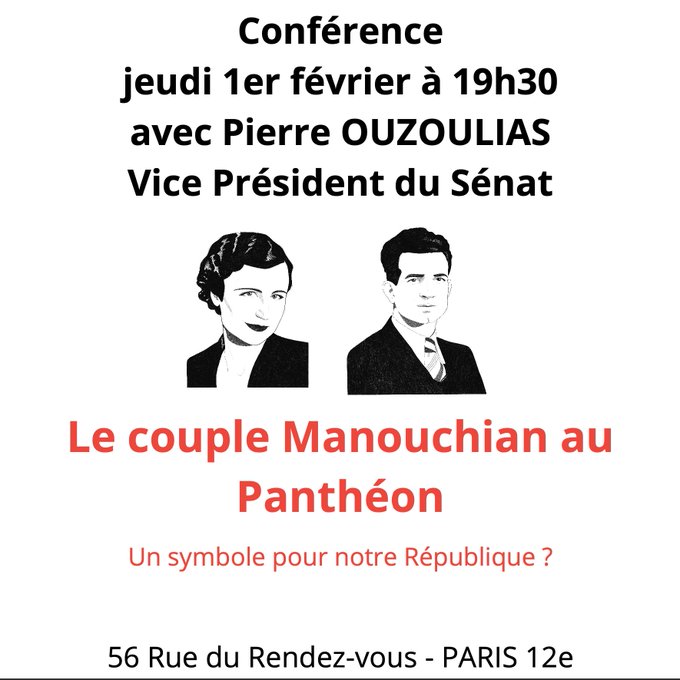 Conférence
jeudi 1er février à 19h30
avec Pierre OUZOULIAS
Vice Président du Sénat
Le couple Manouchian au
Panthéon
Un symbole pour notre République ?
56 Rue du Rendez-vous - PARIS 12e